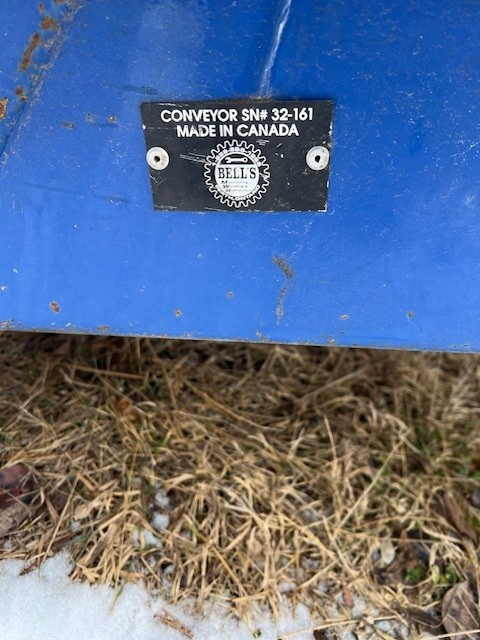 CONVEYOR SN# 32-161
MADE IN CANADA
BELL'S